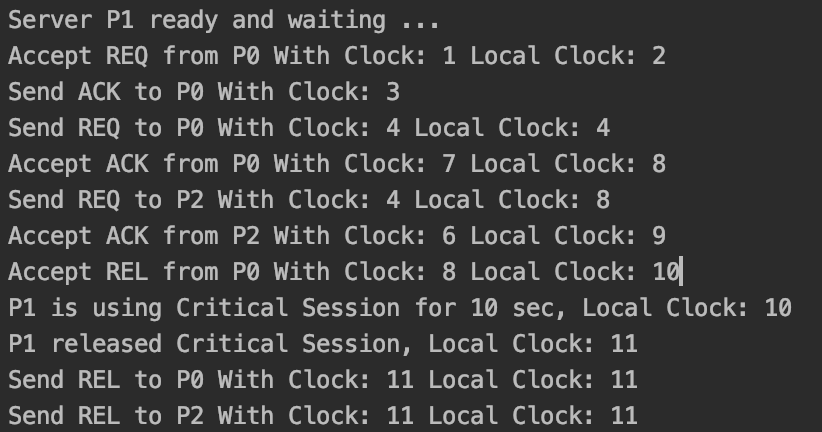 Server P1 ready and waiting ...
Accept REQ from P0 With Clock: 1 Local Clock: 2
Send ACK to P0 With Clock: 3
Send REQ to P0 With Clock: 4 Local Clock: 4
Accept ACK from P0 With Clock: 7 Local Clock: 8
Send REQ to P2 With Clock: 4 Local Clock: 8
Accept ACK from P2 With Clock: 6 Local Clock: 9
Accept REL from P0 With Clock: 8 Local Clock: 10
P1 is using Critical Session for 10 sec, Local Clock: 10
P1 released Critical Session, Local Clock: 11
Send REL to P0 With Clock: 11 Local Clock: 11
Send REL to P2 With Clock: 11 Local Clock: 11